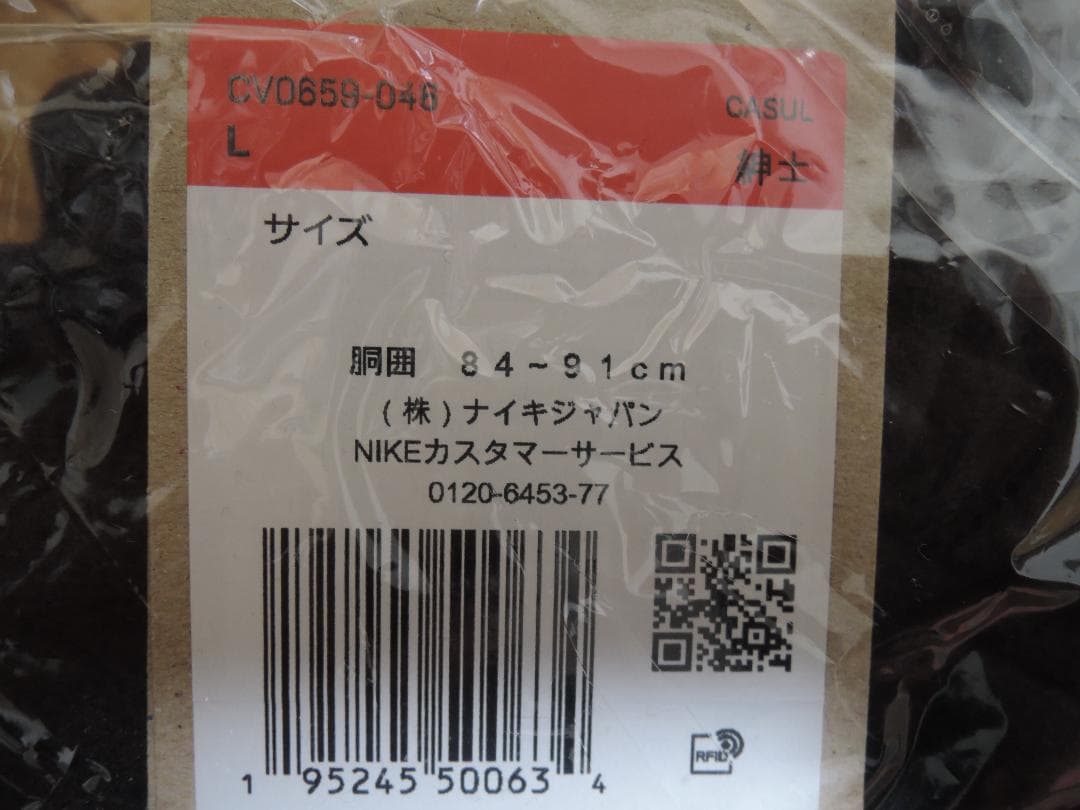 CV0659-046
CASUL
L
紳士
サイズ
胴囲 84~91cm
(株)ナイキジャパン
NIKEカスタマーサービス
0120-6453-77
1 95245 50063 4
RFID